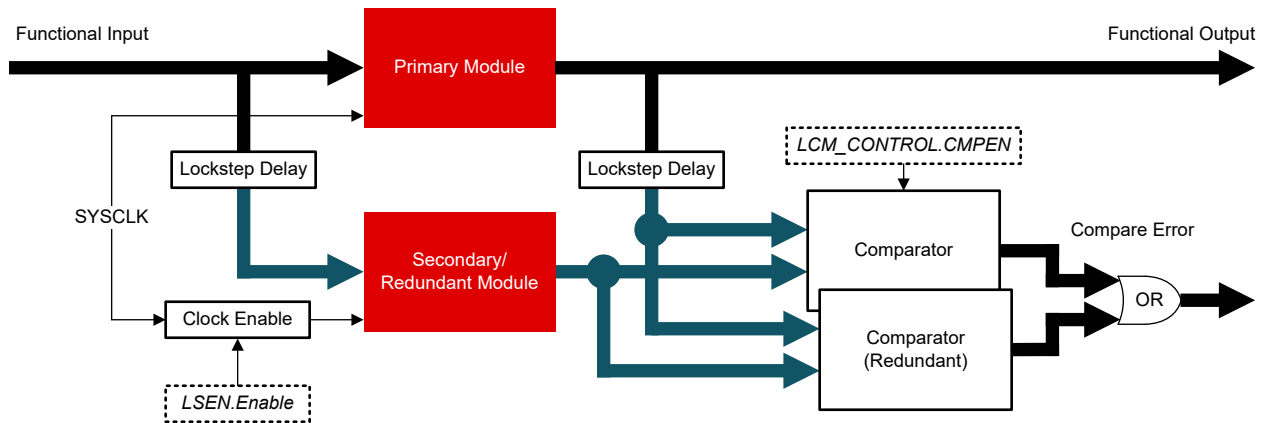 Functional Input
Functional Output
Primary Module
LCM_CONTROL.CMPEN
Lockstep Delay
Lockstep Delay
SYSCLK
Compare Error
Comparator
Secondary/
Redundant Module
OR
Clock Enable
Comparator
(Redundant)
LSEN.Enable